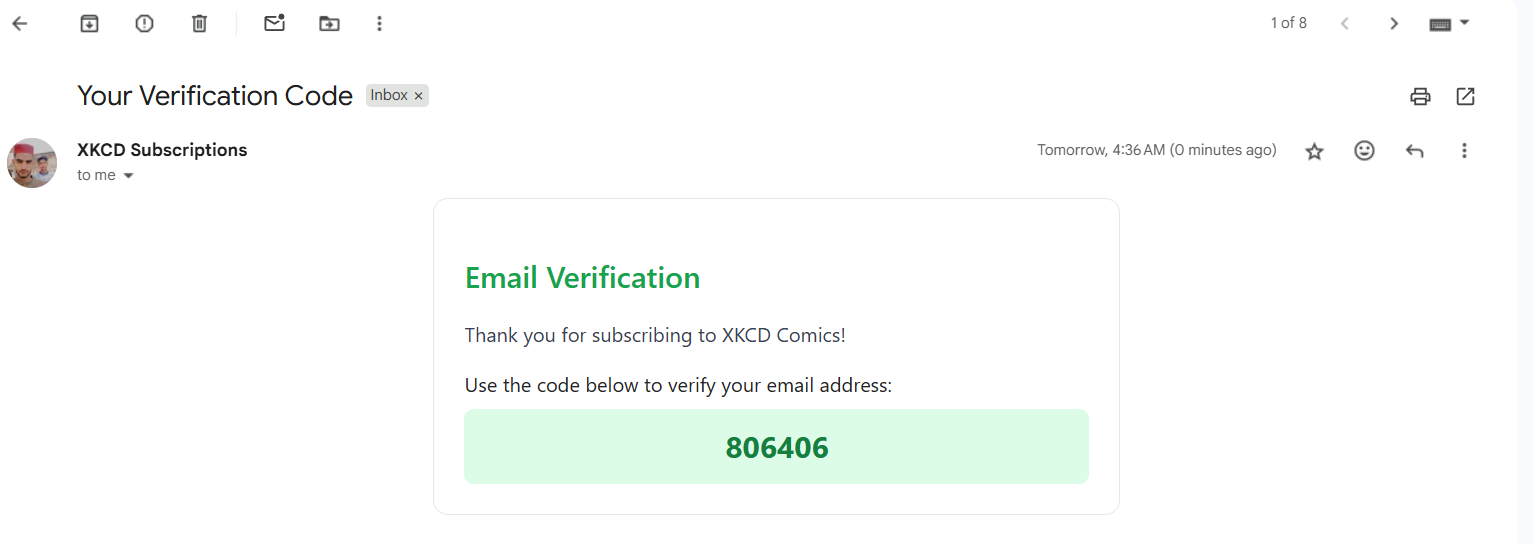 1 of 8
Your Verification Code Inbox ×
XKCD Subscriptions Tomorrow, 4:36 AM (0 minutes ago)
to me
Email Verification
Thank you for subscribing to XKCD Comics!
Use the code below to verify your email address:
806406